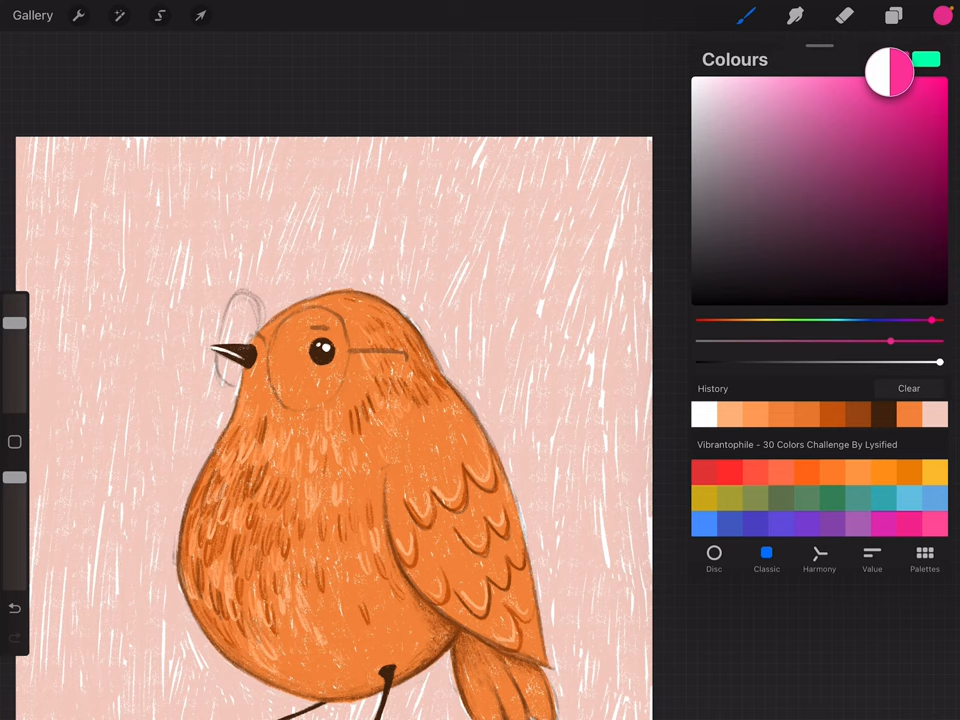 Gallery
Colours
History
Clear
Vibrantophile - 30 Colors Challenge By Lysified
Disc
Classic
Harmony
Value
Palettes